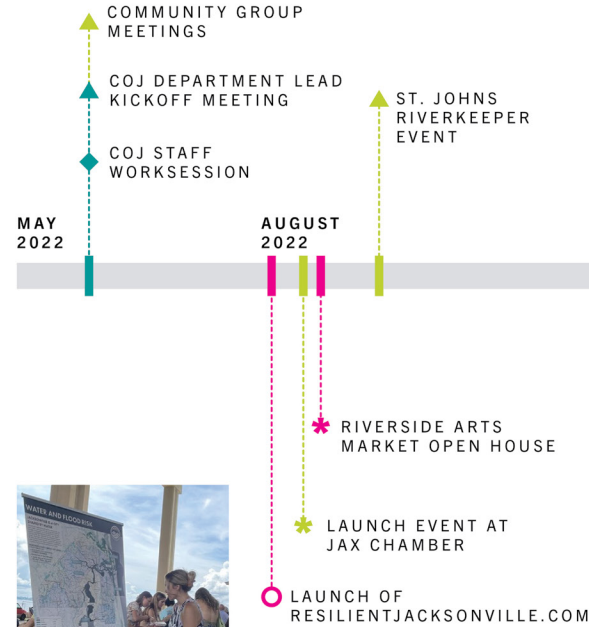 COMMUNITY GROUP
MEETINGS
COJ DEPARTMENT LEAD
KICKOFF MEETING
ST. JOHNS
RIVERKEEPER
EVENT
COJ STAFF
WORKSESSION
MAY
2022
AUGUST
2022
RIVERSIDE ARTS
MARKET OPEN HOUSE
LAUNCH EVENT AT
JAX CHAMBER
LAUNCH OF
RESILIENTJACKSONVILLE.COM
WATER AND FLOOD RISK